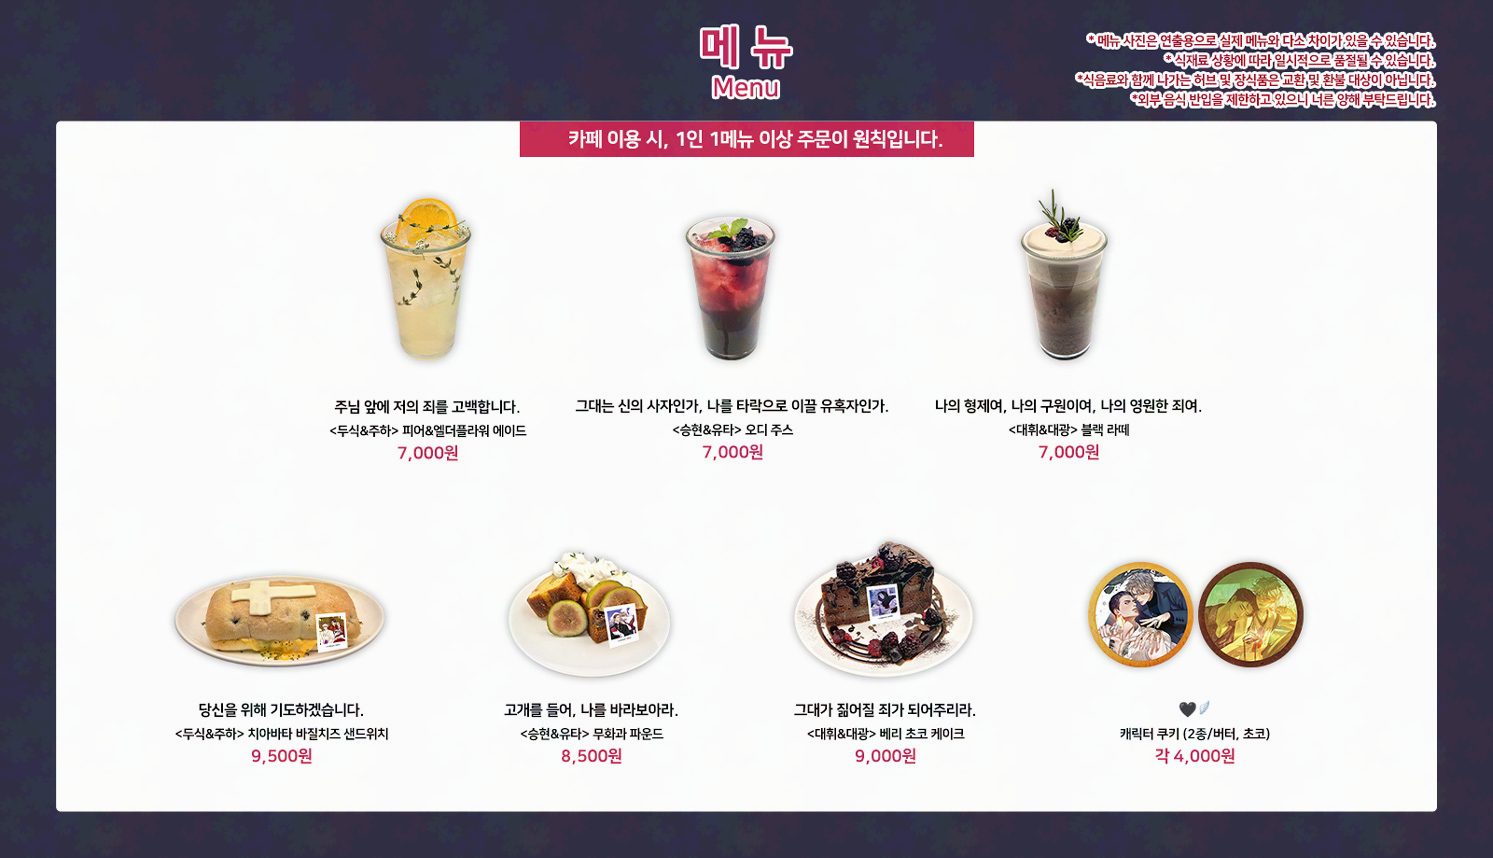 메뉴
Menu
* 메뉴 사진은 연출용으로 실제 메뉴와 다소 차이가 있을 수 있습니다.
* 식재료 상황에 따라 일시적으로 품절될 수 있습니다.
*식음료와 함께 나가는 허브 및 장식품은 교환 및 환불 대상이 아닙니다.
*외부 음식 반입을 제한하고 있으니 너른 양해 부탁드립니다.
카페 이용 시, 1인 1메뉴 이상 주문이 원칙입니다.
주님 앞에 저의 죄를 고백합니다.
<두식&주하> 피어&엘더플라워 에이드
7,000원
그대는 신의 사자인가, 나를 타락으로 이끌 유혹자인가.
<승현&유타> 오디 주스
7,000원
나의 형제여, 나의 구원이여, 나의 영원한 죄여.
<대휘&대광> 블랙 라떼
7,000원
당신을 위해 기도하겠습니다.
<두식&주하> 치아바타 바질치즈 샌드위치
9,500원
고개를 들어, 나를 바라보아라.
<승현&유타> 무화과 파운드
8,500원
그대가 짊어질 죄가 되어주리라.
<대휘&대광> 베리 초코 케이크
9,000원
🖤🪽
캐릭터 쿠키 (2종/버터, 초코)
각 4,000원